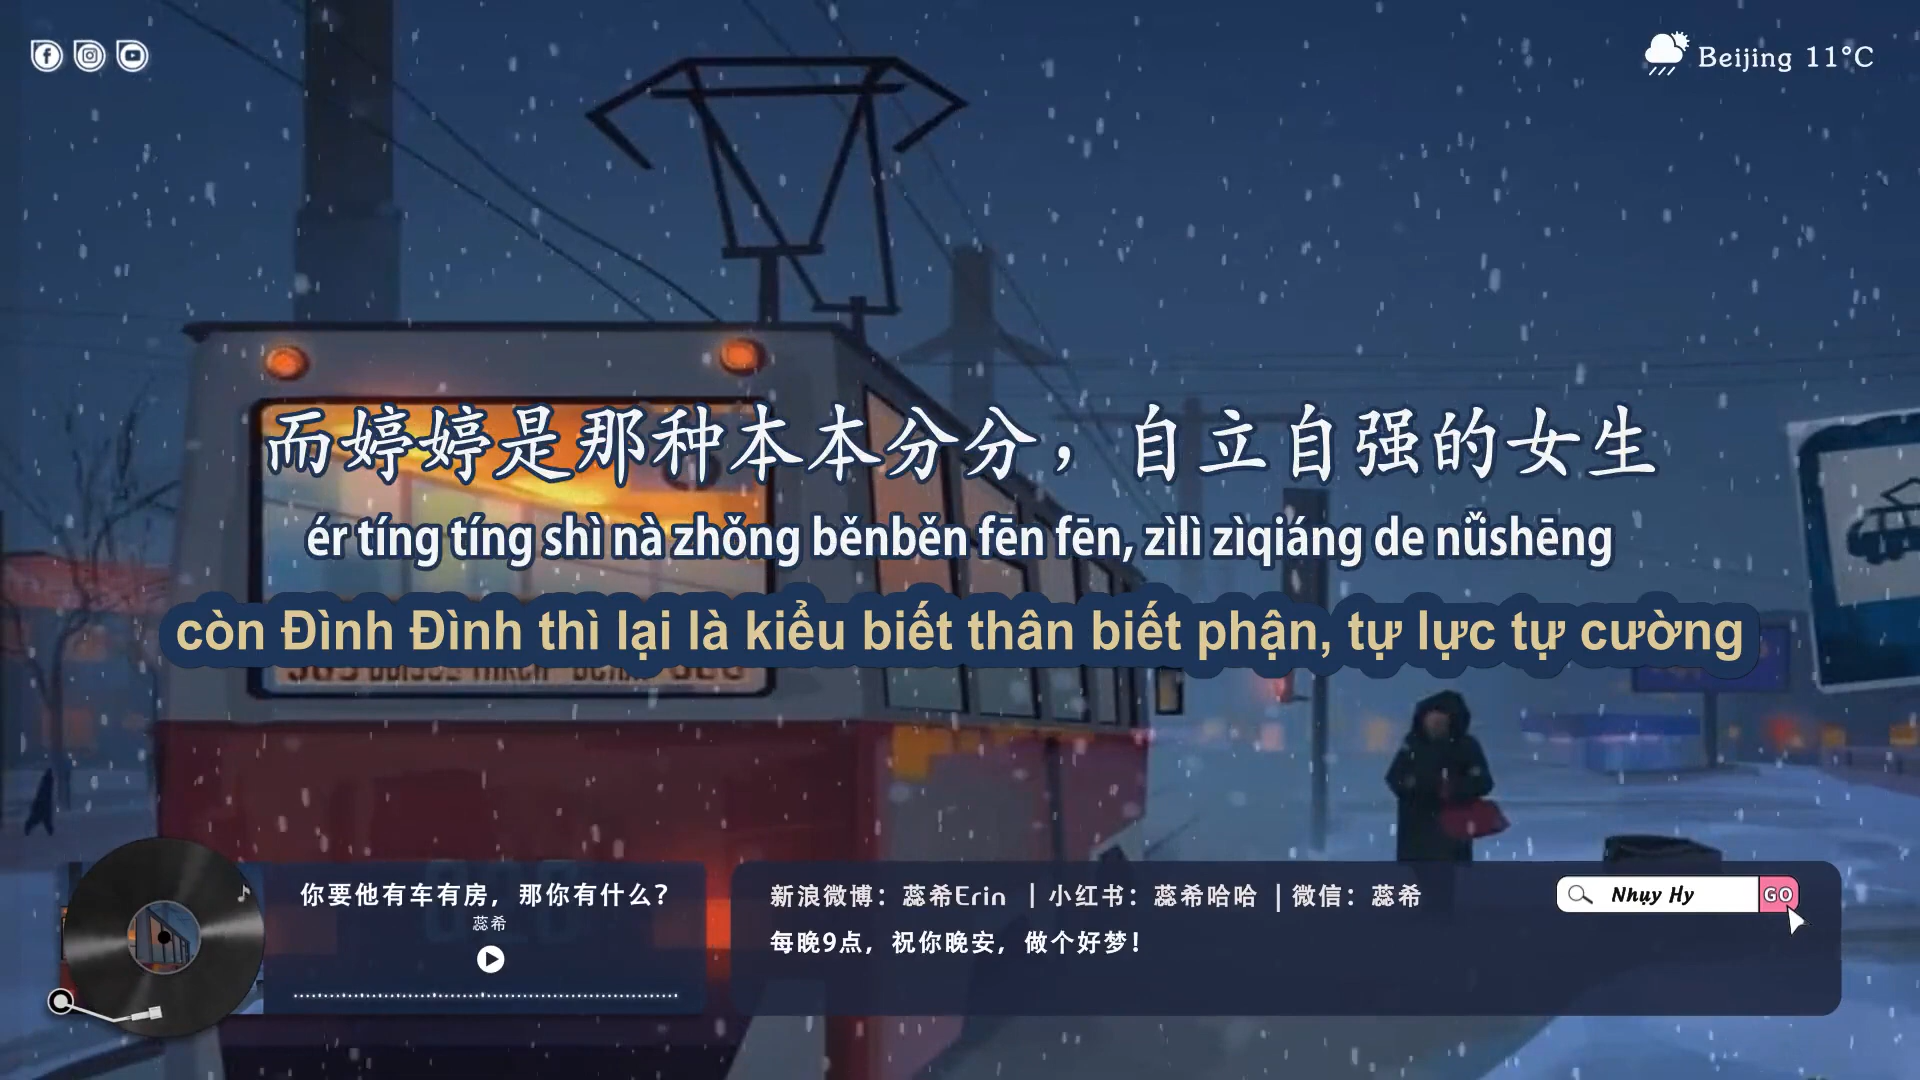 Beijing 11°C
而婷婷是那种本本分分，自立自强的女生
ér tíng tíng shì nà zhǒng běnběn fēn fēn, zìlì zìqiáng de nǚshēng
còn Đình Đình thì lại là kiểu biết thân biết phận, tự lực tự cường
你要他有车有房，那你有什么？
蕊希
新浪微博：蕊希Erin ｜小红书：蕊希哈哈 ｜微信：蕊希
每晚9点，祝你晚安，做个好梦！
Nhụy Hy GO